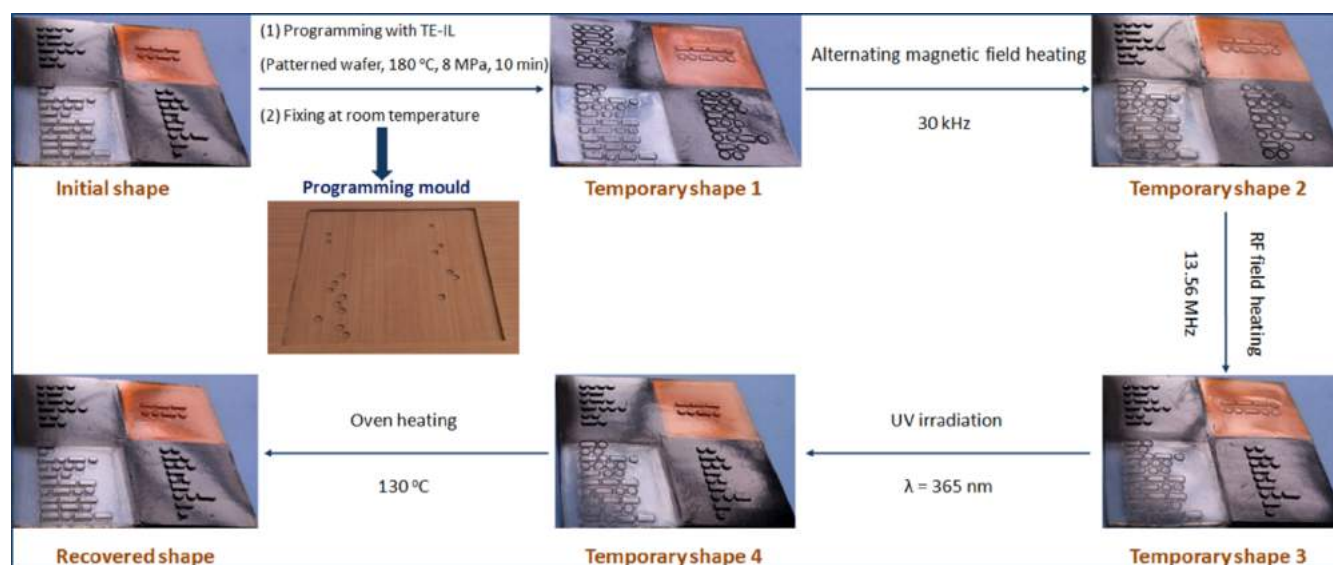 (1) Programming with TE-IL
(Patterned wafer, 180 °C, 8 MPa, 10 min)
(2) Fixing at room temperature
Alternating magnetic field heating
30 kHz
Initial shape
Programming mould
Temporary shape 1
Temporary shape 2
RF field heating
13.56 MHz
Oven heating
130 °C
UV irradiation
λ = 365 nm
Recovered shape
Temporary shape 4
Temporary shape 3